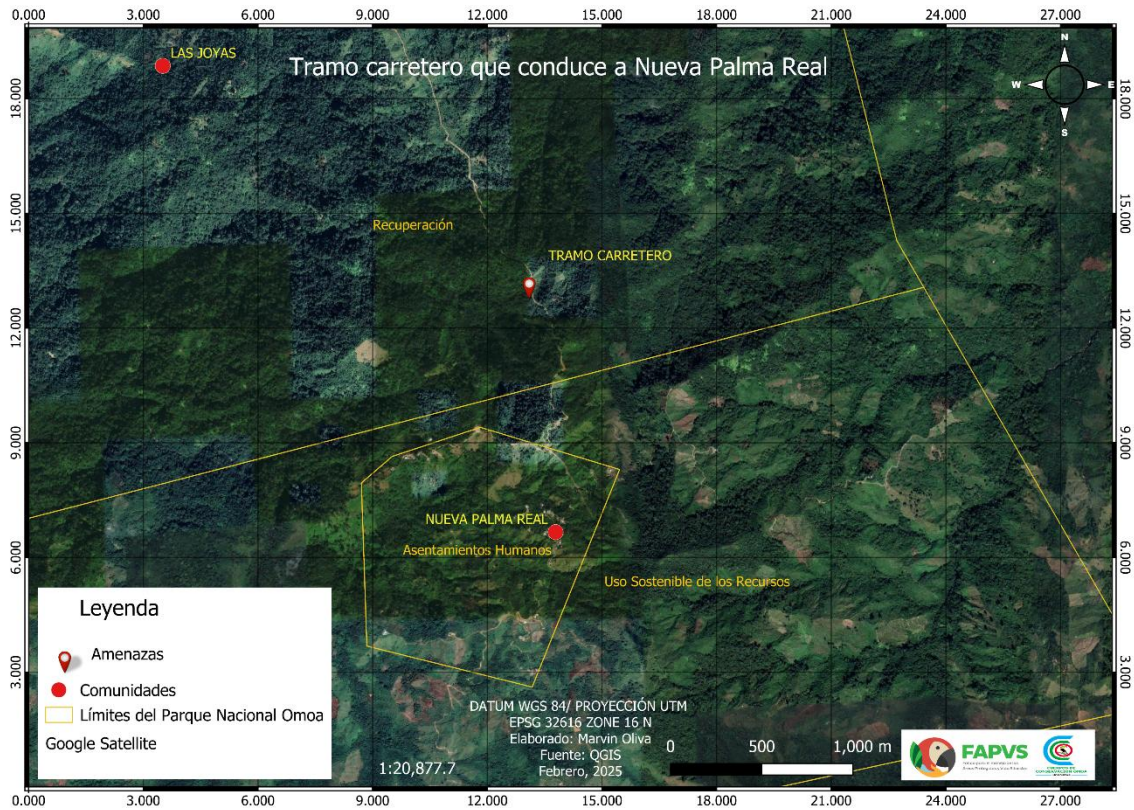 0.000 3.000 6.000 9.000 12.000 15.000 18.000 21.000 24.000 27.000
LAS JOYAS
Tramo carretero que conduce a Nueva Palma Real
N
W E
S
18.000 18.000
15.000 15.000
Recuperación
TRAMO CARRETERO
12.000 12.000
9.000 9.000
NUEVA PALMA REAL
Asentamientos Humanos
6.000 6.000
Uso Sostenible de los Recursos
3.000 3.000
Leyenda
Amenazas
Comunidades
Límites del Parque Nacional Omoa
Google Satellite
1:20,877.7
DATUM WGS 84/ PROYECCIÓN UTM
EPSG 32616 ZONE 16 N
Elaborado: Marvin Oliva
Fuente: QGIS
Febrero, 2025
0 500 1,000 m
FAPVS
0.000 3.000 6.000 9.000 12.000 15.000 18.000 21.000 24.000 27.000